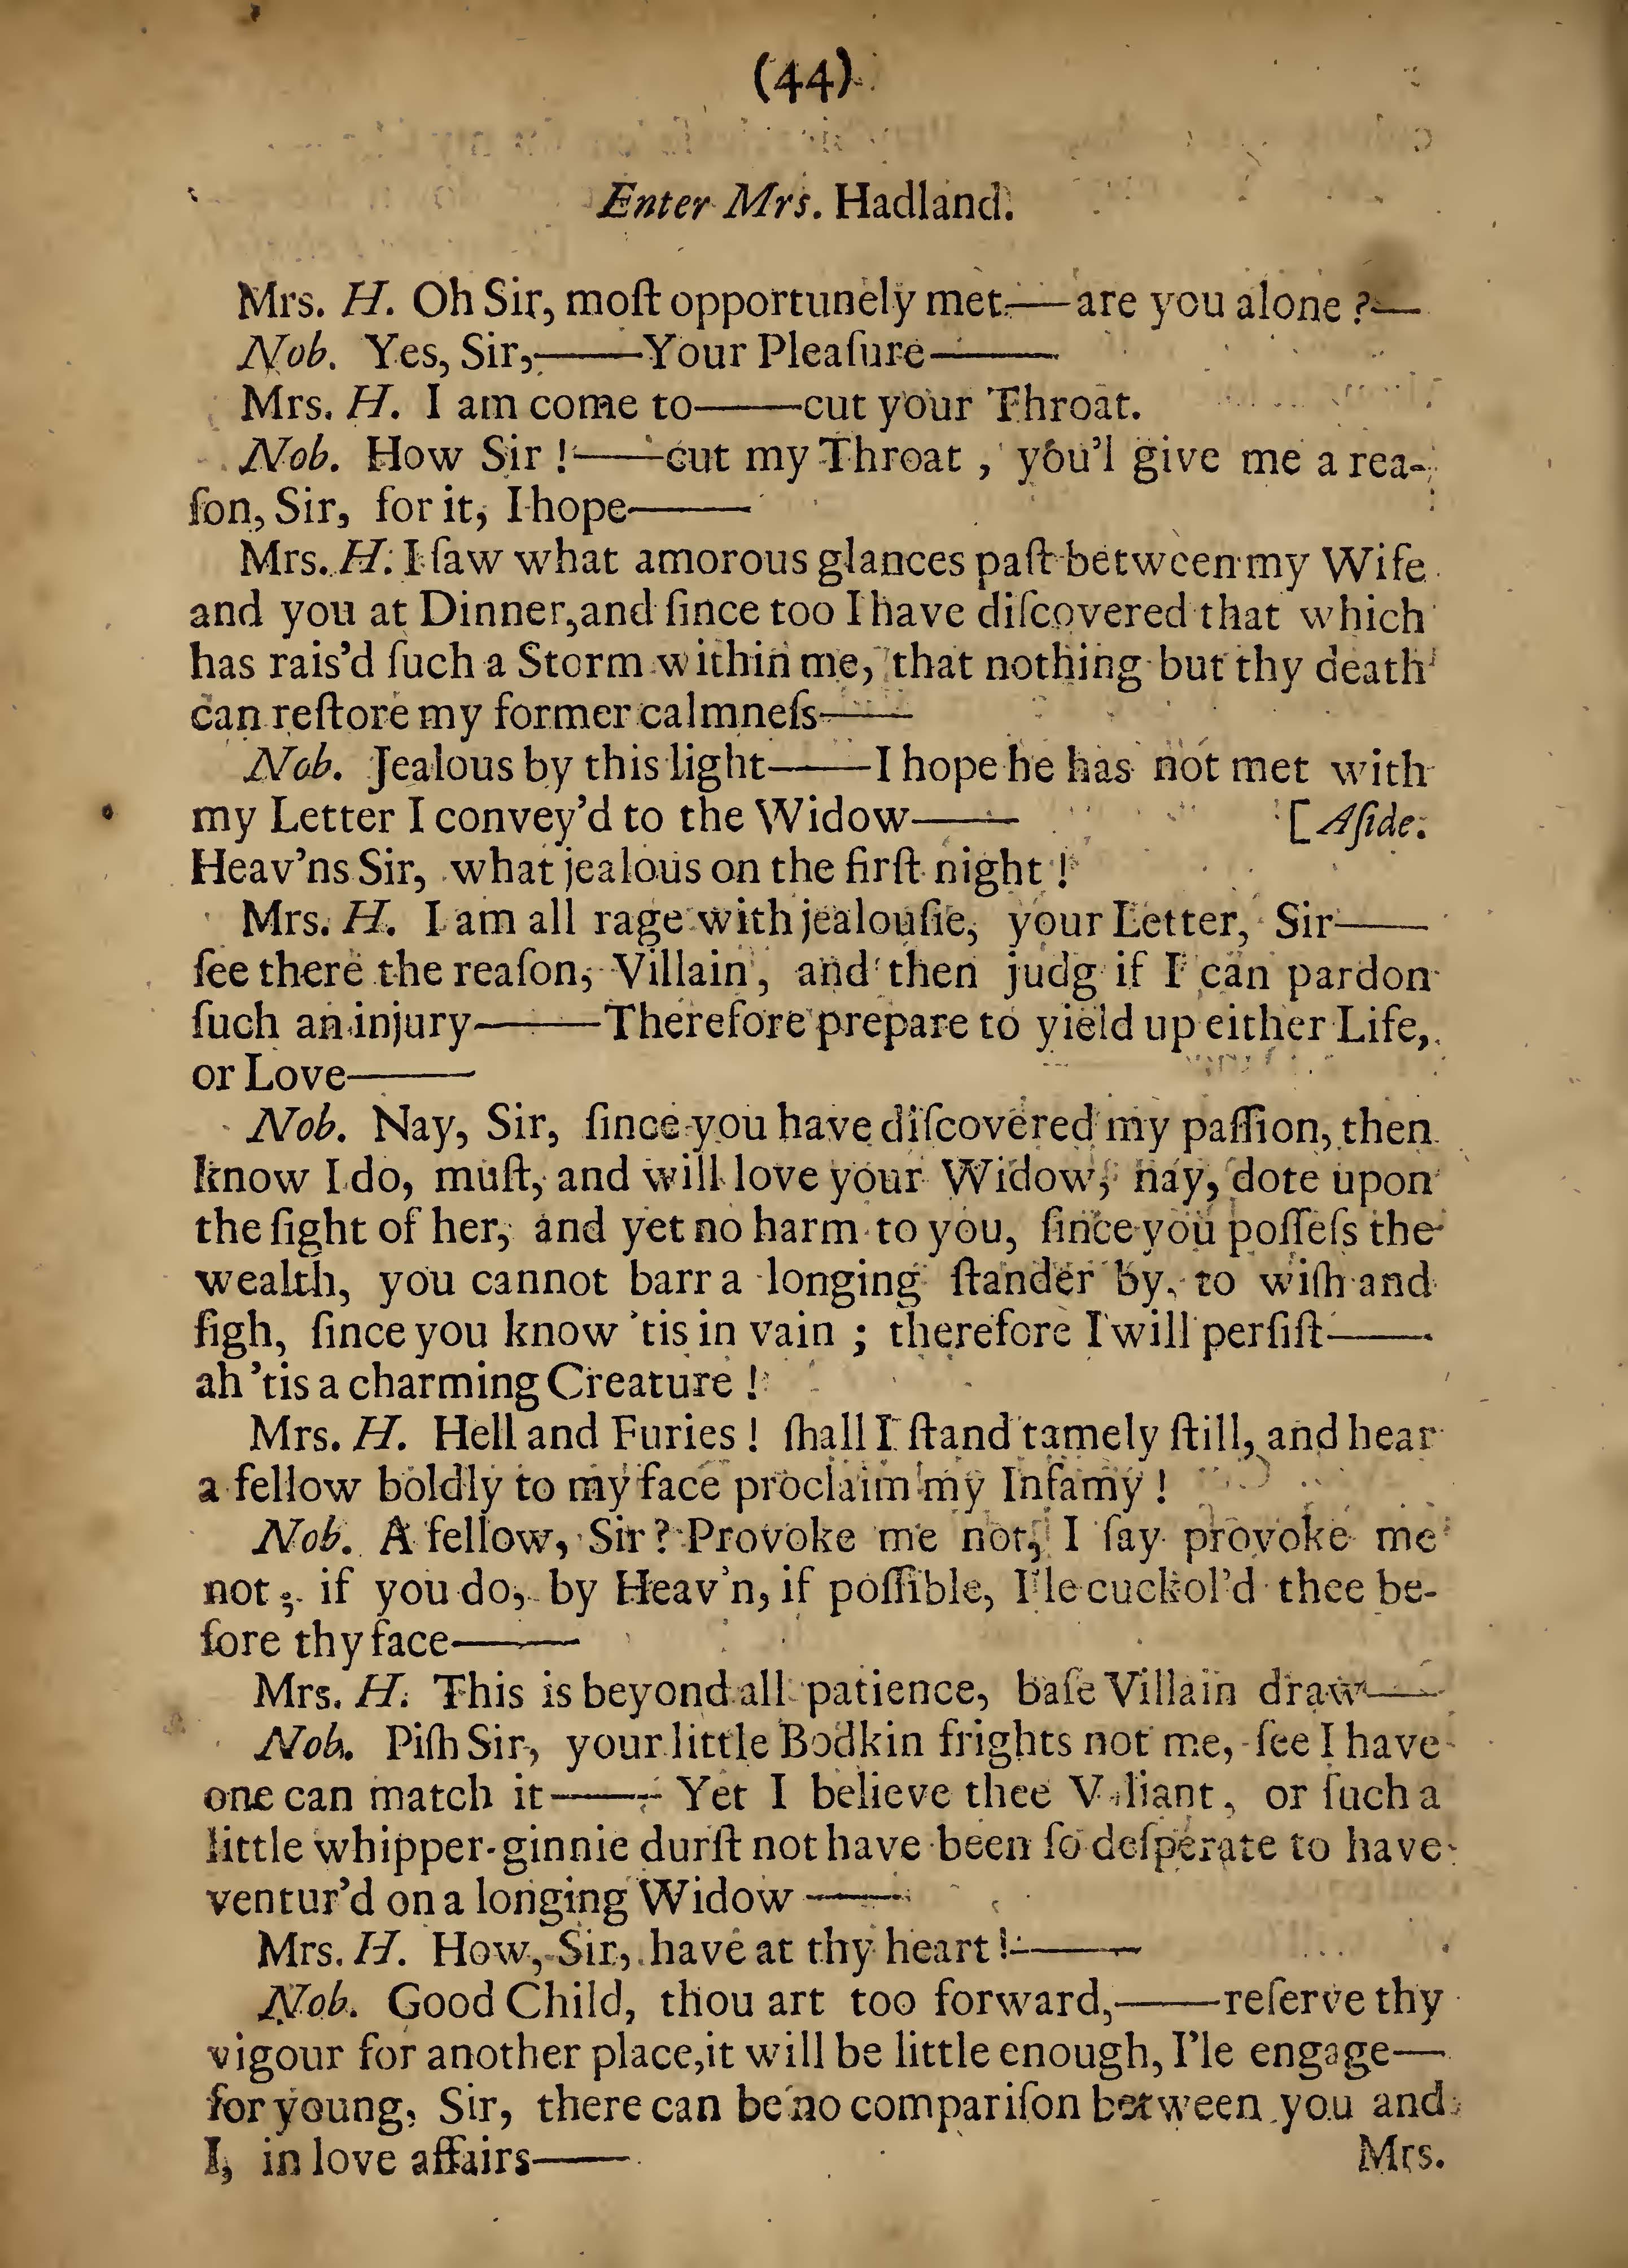 (44)
Enter Mrs. Hadland.
Mrs. H. Oh Sir, moſt opportunely met——are you alone ?—
Nob. Yes, Sir,——Your Pleaſure——
Mrs. H. I am come to——cut your Throat.
Nob. How Sir !——cut my Throat , you'l give me a rea-
ſon, Sir, for it, I hope——
Mrs. H. I ſaw what amorous glances paſt between my Wife
and you at Dinner,and ſince too I have diſcovered that which
has rais'd ſuch a Storm within me, that nothing but thy death
can reſtore my former calmneſs——
Nob. Jealous by this light——I hope he has not met with
my Letter I convey'd to the Widow—— [ Aſide.
Heav'ns Sir, what jealous on the firſt night !
Mrs. H. I am all rage with jealouſie, your Letter, Sir——
ſee there the reaſon, Villain , and then judg if I can pardon
ſuch an injury——Therefore prepare to yield up either Life,
or Love——
Nob. Nay, Sir, ſince you have diſcovered my paſſion, then
know I do, muſt, and will love your Widow, nay, dote upon
the ſight of her, and yet no harm to you, ſince you poſſeſs the
wealth, you cannot barr a longing ſtander by, to wiſh and
ſigh, ſince you know 'tis in vain ; therefore I will perſiſt——
ah 'tis a charming Creature !
Mrs. H. Hell and Furies ! ſhall I ſtand tamely ſtill, and hear
a fellow boldly to my face proclaim my Infamy !
Nob. A fellow, Sir ? Provoke me not, I ſay provoke me
not ; if you do, by Heav'n, if poſſible, I'le cuckol'd thee be-
fore thy face——
Mrs. H. This is beyond all patience, baſe Villain draw——
Nob. Piſh Sir, your little Bodkin frights not me, ſee I have
one can match it—— Yet I believe thee Valiant, or ſuch a
little whipper-ginnie durſt not have been ſo deſperate to have
ventur'd on a longing Widow ——
Mrs. H. How, Sir, have at thy heart !——
Nob. Good Child, thou art too forward,——reſerve thy
vigour for another place,it will be little enough, I'le engage—
for young, Sir, there can be no compariſon between you and
I, in love affairs——
Mrs.